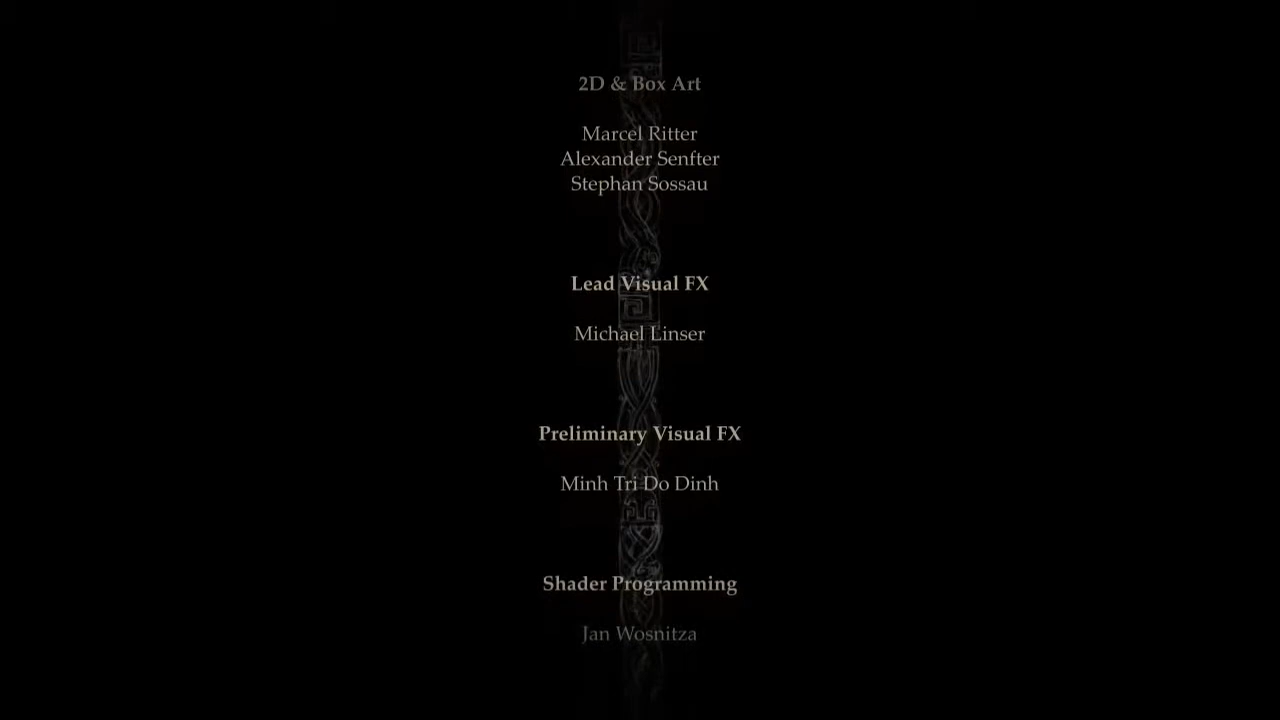 2D & Box Art
Marcel Ritter
Alexander Senfter
Stephan Sossau
Lead Visual FX
Michael Linser
Preliminary Visual FX
Minh Tri Do Dinh
Shader Programming
Jan Wosnitza